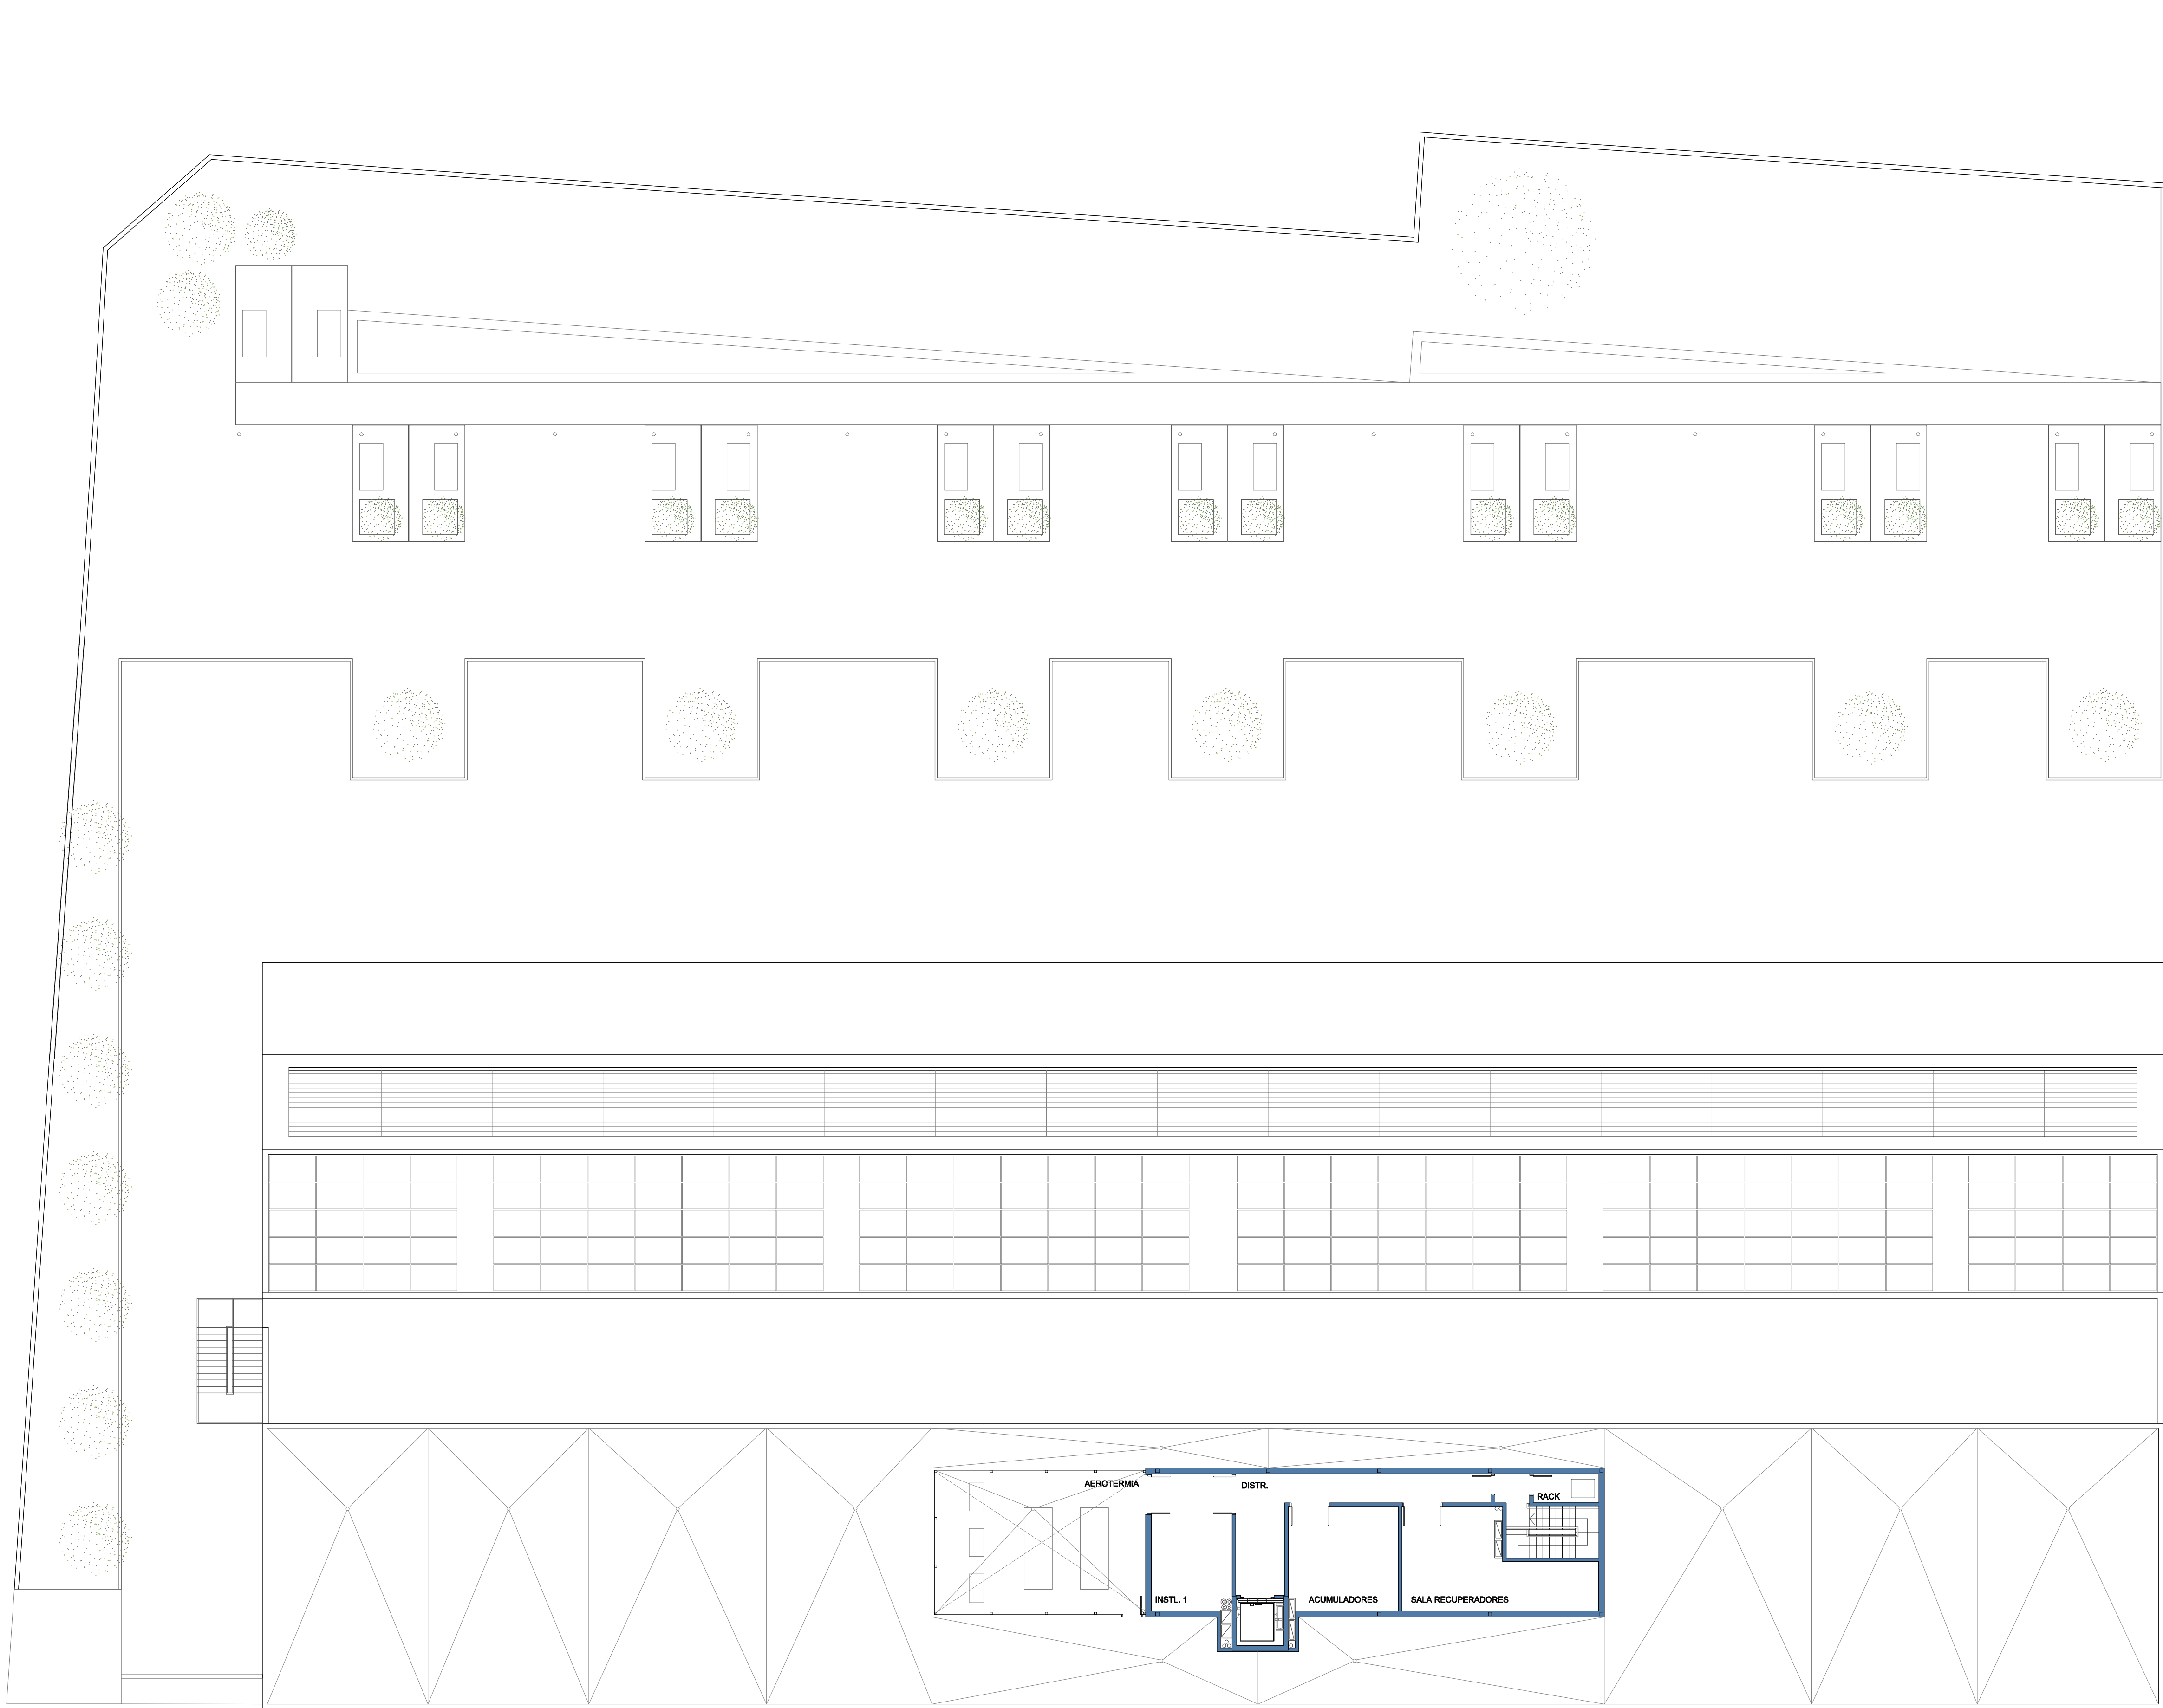 AEROTERMIA
DISTR.
RACK
INSTL. 1
ACUMULADORES
SALA RECUPERADORES